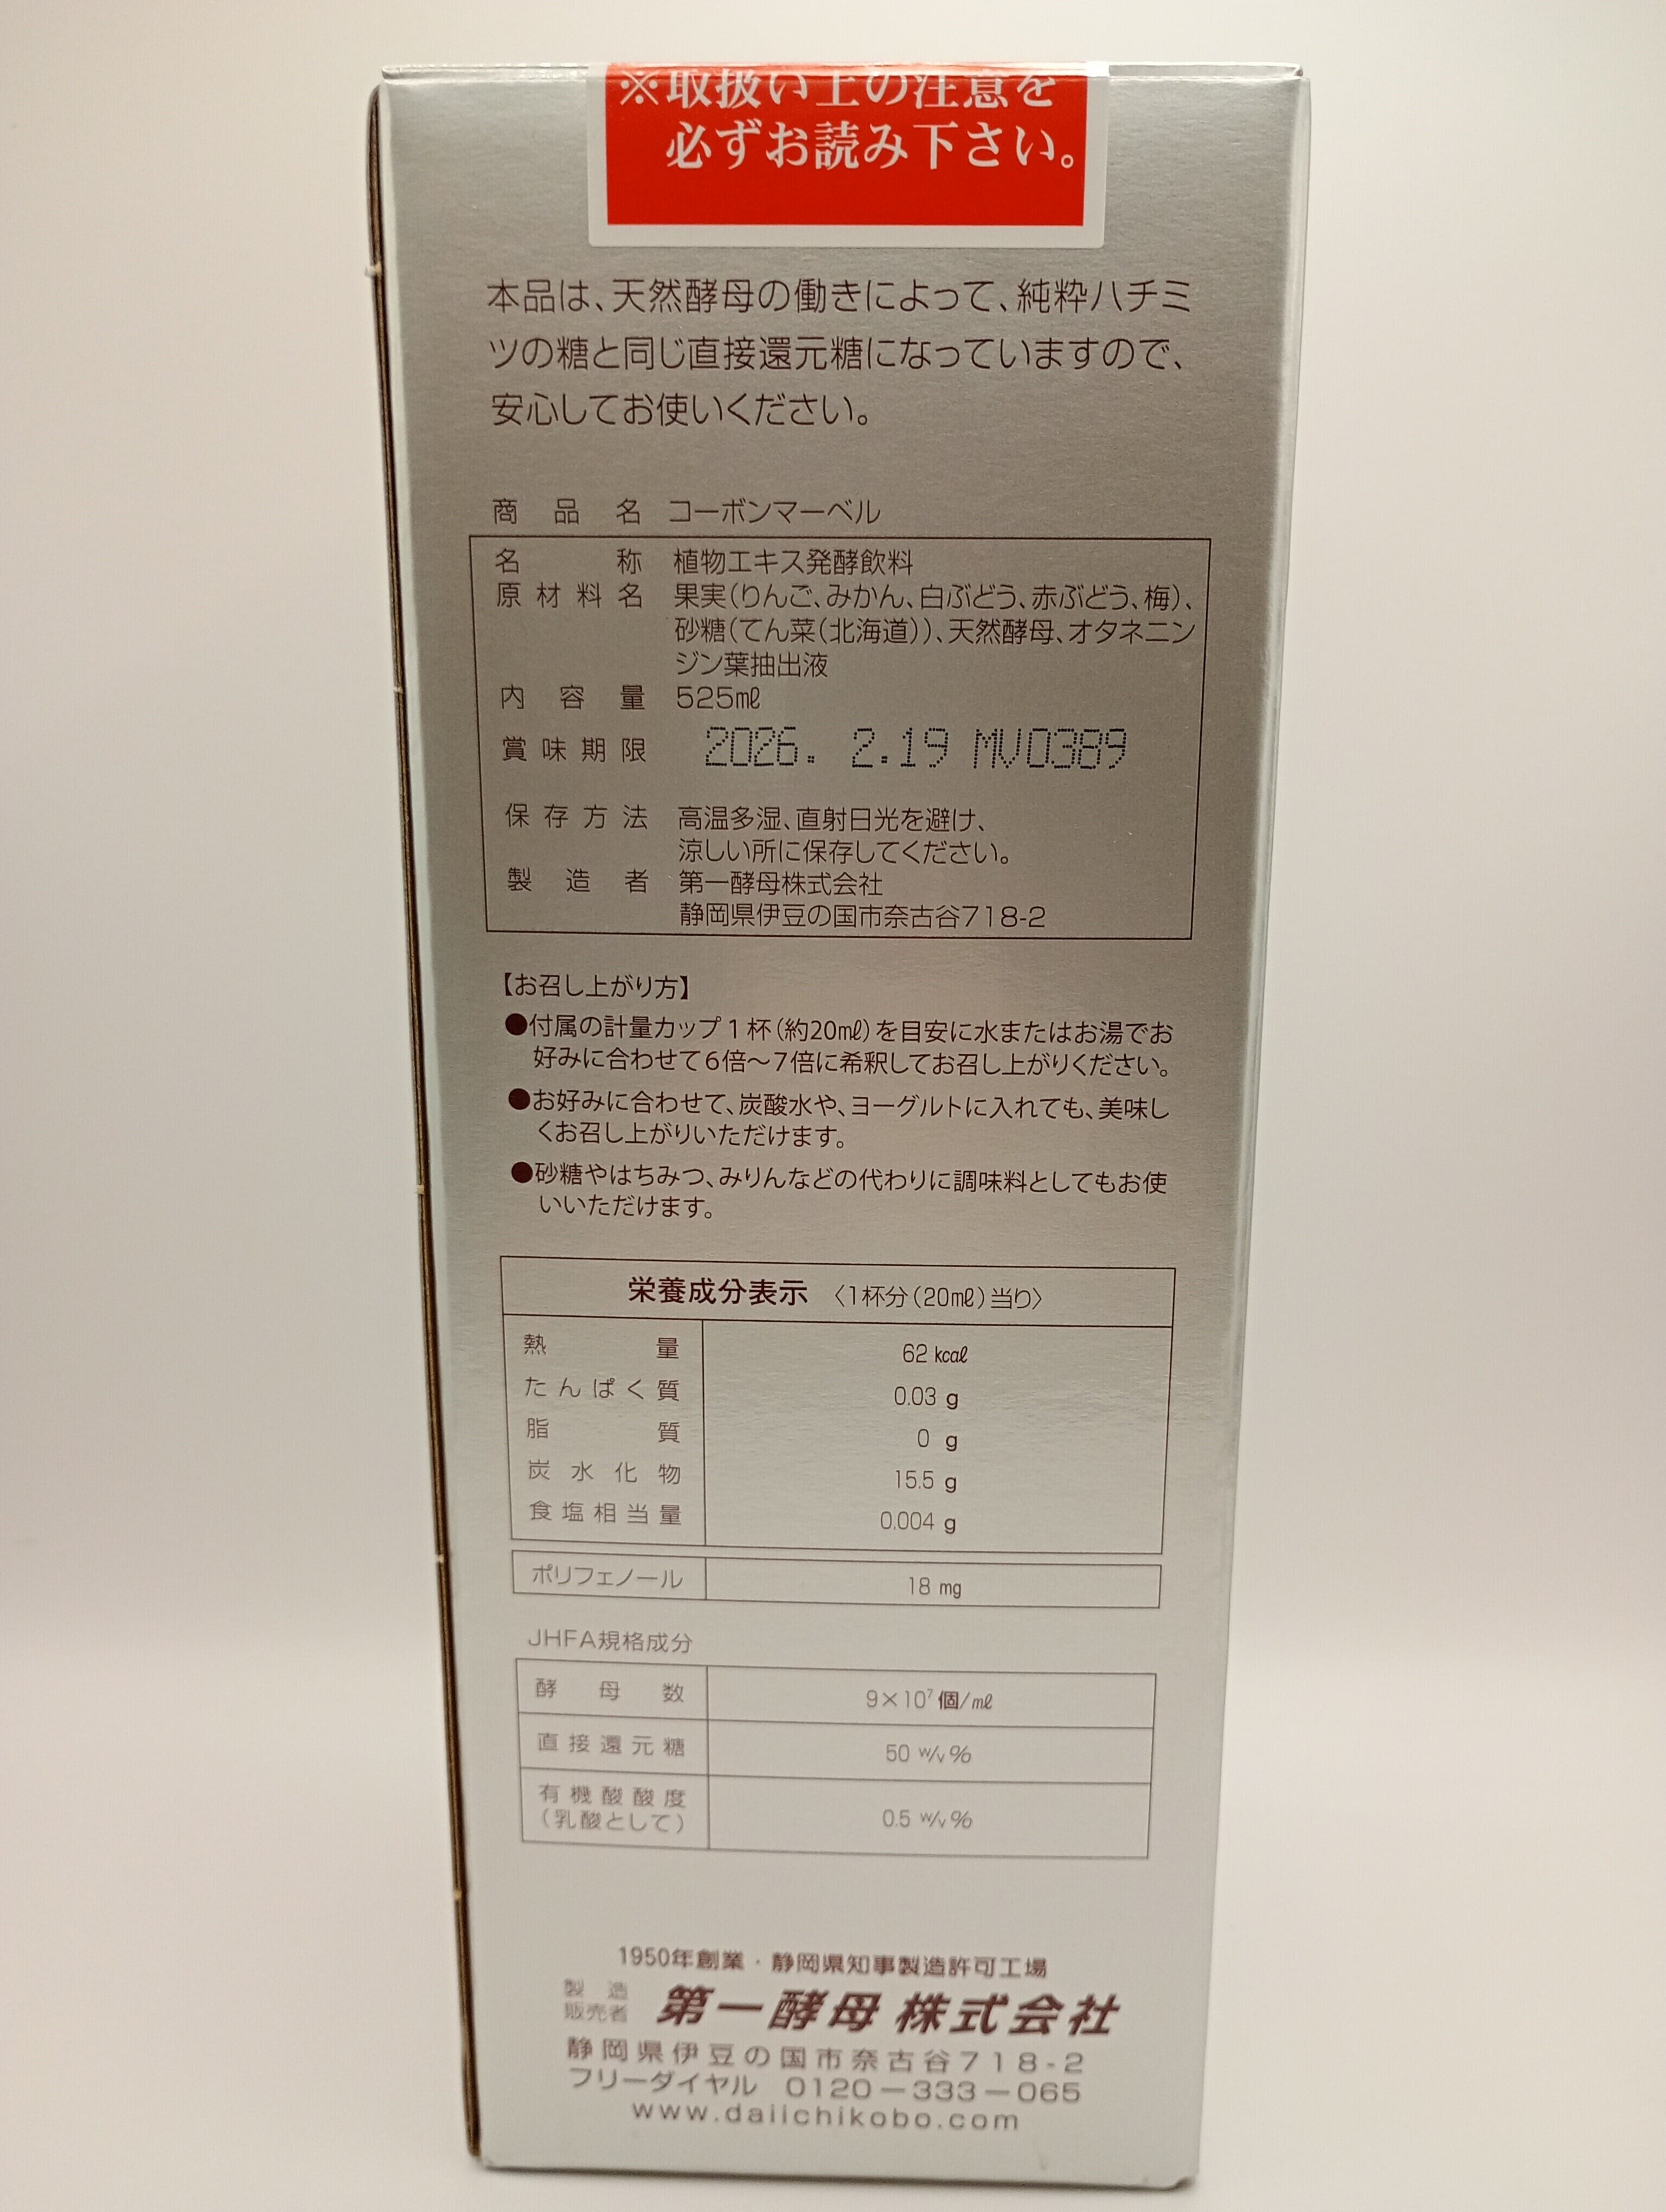 ※取扱い上の注意を
必ずお読み下さい。
本品は、天然酵母の働きによって、純粋ハチミ
ツの糖と同じ直接還元糖になっていますので、
安心してお使いください。
商品名 コーボンマーベル
名称 植物エキス発酵飲料
原材料名 果実(りんご、みかん、白ぶどう、赤ぶどう、梅)、
砂糖(てん菜(北海道))、天然酵母、オタネニン
ジン葉抽出液
内容量 525㎖
賞味期限 2026. 2.19 MV0389
保存方法 高温多湿、直射日光を避け、
涼しい所に保存してください。
製造者 第一酵母株式会社
静岡県伊豆の国市奈古谷718-2
【お召し上がり方】
●付属の計量カップ1杯(約20㎖)を目安に水またはお湯でお
好みに合わせて6倍〜7倍に希釈してお召し上がりください。
●お好みに合わせて、炭酸水や、ヨーグルトに入れても、美味し
くお召し上がりいただけます。
●砂糖やはちみつ、みりんなどの代わりに調味料としてもお使
いいただけます。
栄養成分表示 〈1杯分(20㎖)当り〉
熱量 62 kcal
たんぱく質 0.03 g
脂質 0 g
炭水化物 15.5 g
食塩相当量 0.004 g
ポリフェノール 18 mg
JHFA規格成分
酵母数 9×10⁷個/㎖
直接還元糖 50 w/v%
有機酸酸度
(乳酸として) 0.5 w/v%
1950年創業・静岡県知事製造許可工場
製造
販売者 第一酵母株式会社
静岡県伊豆の国市奈古谷718-2
フリーダイヤル 0120-333-065
www.daiichikobo.com